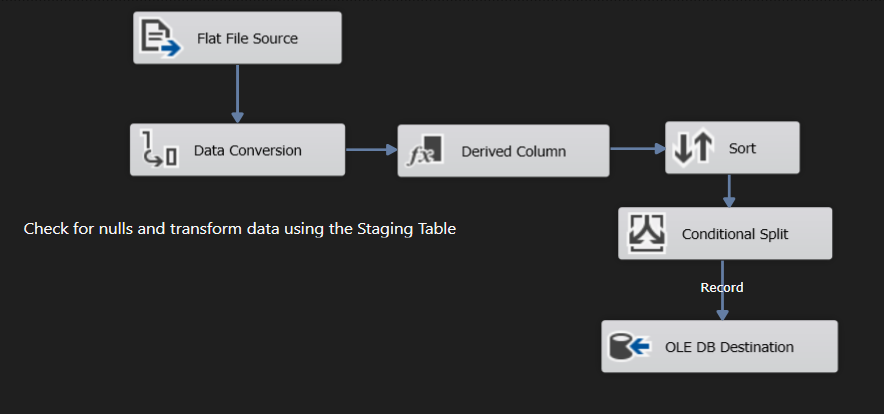 Flat File Source
Data Conversion
Derived Column
Sort
Check for nulls and transform data using the Staging Table
Conditional Split
Record
OLE DB Destination